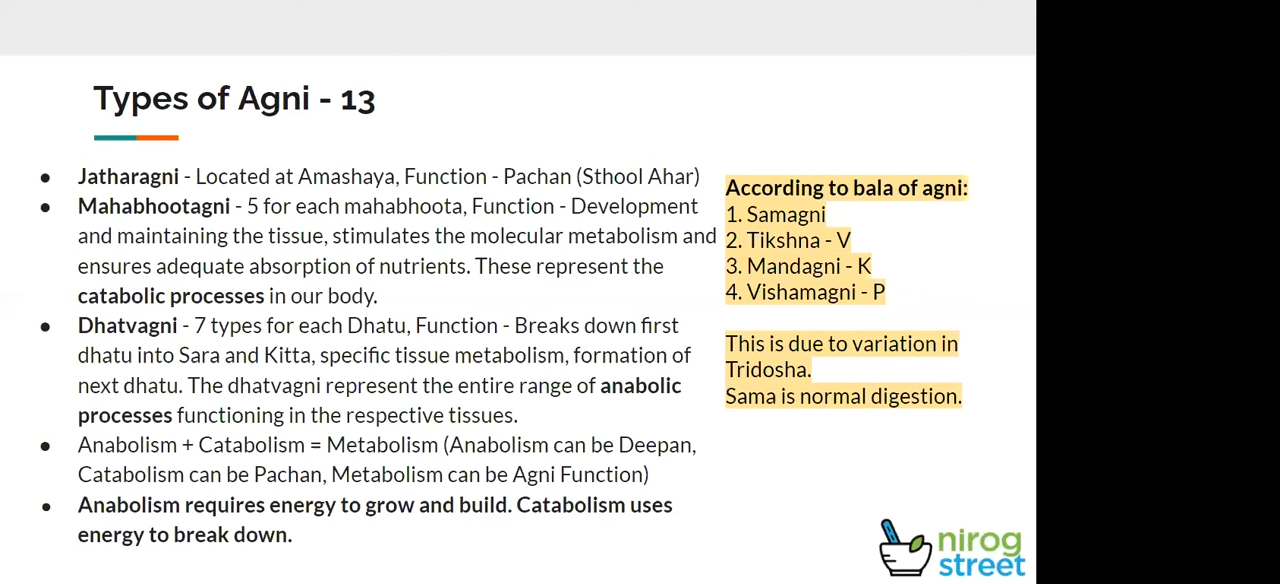 Types of Agni - 13
● Jatharagni - Located at Amashaya, Function - Pachan (Sthool Ahar)
● Mahabhootagni - 5 for each mahabhoota, Function - Development
and maintaining the tissue, stimulates the molecular metabolism and
ensures adequate absorption of nutrients. These represent the
catabolic processes in our body.
● Dhatvagni - 7 types for each Dhatu, Function - Breaks down first
dhatu into Sara and Kitta, specific tissue metabolism, formation of
next dhatu. The dhatvagni represent the entire range of anabolic
processes functioning in the respective tissues.
● Anabolism + Catabolism = Metabolism (Anabolism can be Deepan,
Catabolism can be Pachan, Metabolism can be Agni Function)
● Anabolism requires energy to grow and build. Catabolism uses
energy to break down.
According to bala of agni:
1. Samagni
2. Tikshna - V
3. Mandagni - K
4. Vishamagni - P
This is due to variation in
Tridosha.
Sama is normal digestion.
nirog
street